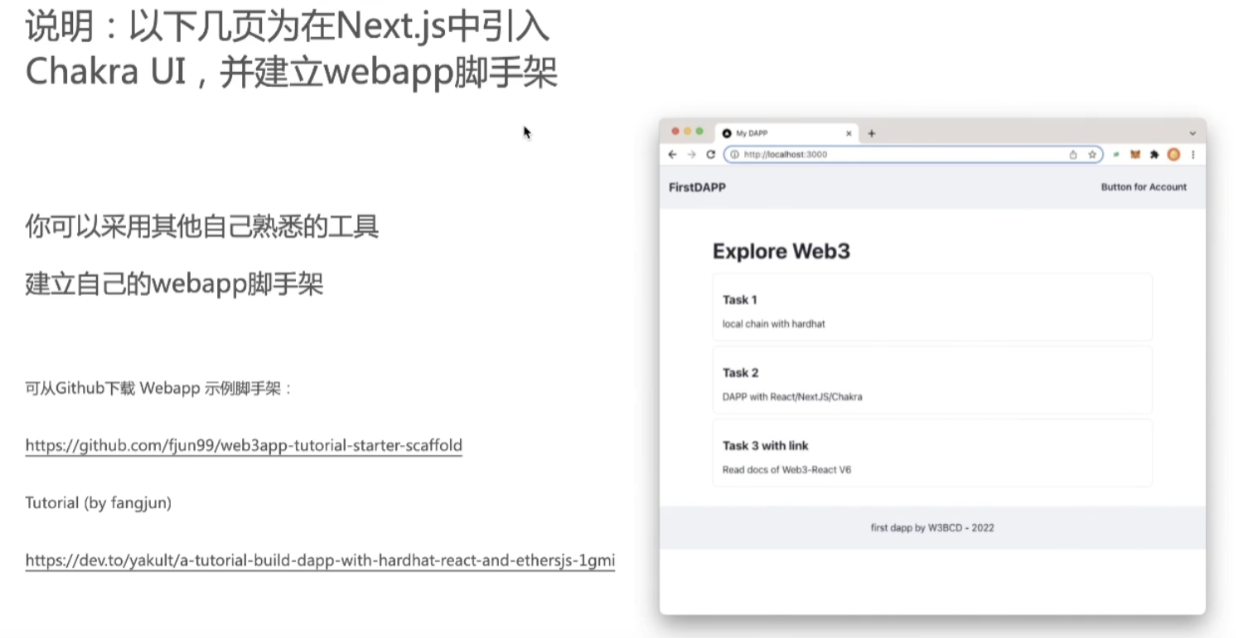 说明：以下几页为在Next.js中引入
Chakra UI，并建立webapp脚手架
你可以采用其他自己熟悉的工具
建立自己的webapp脚手架
可从Github下载 Webapp 示例脚手架：
https://github.com/fjun99/web3app-tutorial-starter-scaffold
Tutorial (by fangjun)
https://dev.to/yakult/a-tutorial-build-dapp-with-hardhat-react-and-ethersjs-1gmi
My DAPP
http://localhost:3000
FirstDAPP
Button for Account
Explore Web3
Task 1
local chain with hardhat
Task 2
DAPP with React/NextJS/Chakra
Task 3 with link
Read docs of Web3-React V6
first dapp by W3BCD - 2022